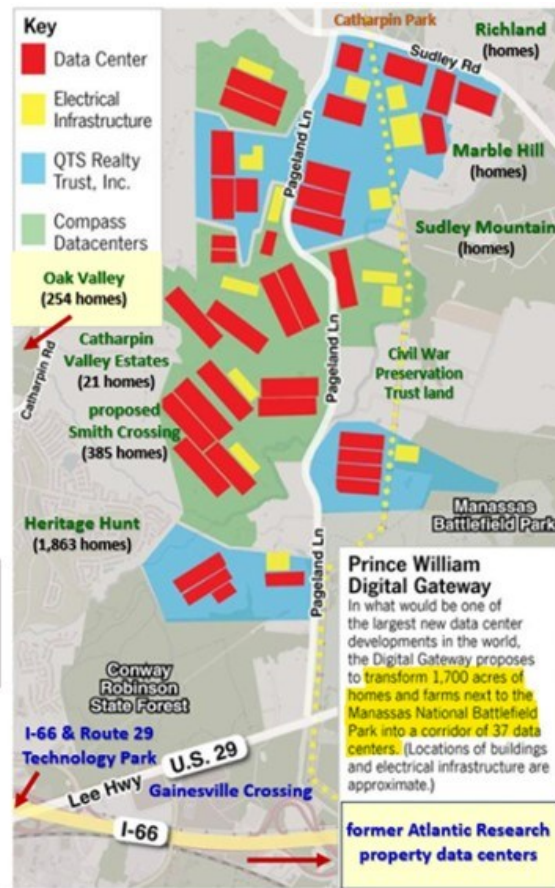 Key
Data Center
Electrical
Infrastructure
QTS Realty
Trust, Inc.
Compass
Datacenters
Catharpin Park
Richland
(homes)
Sudley Rd
Pageland Ln
Marble Hill
(homes)
Sudley Mountain
(homes)
Oak Valley
(254 homes)
Catharpin Rd
Catharpin
Valley Estates
(21 homes)
proposed
Smith Crossing
(385 homes)
Pageland Ln
Civil War
Preservation
Trust land
Heritage Hunt
(1,863 homes)
Manassas
Battlefield Park
Pageland Ln
Conway
Robinson
State Forest
Prince William
Digital Gateway
In what would be one of
the largest new data center
developments in the world,
the Digital Gateway proposes
to transform 1,700 acres of
homes and farms next to the
Manassas National Battlefield
Park into a corridor of 37 data
centers. (Locations of buildings
and electrical infrastructure are
approximate.)
I-66 & Route 29
Technology Park
Lee Hwy
U.S. 29
Gainesville Crossing
I-66
former Atlantic Research
property data centers